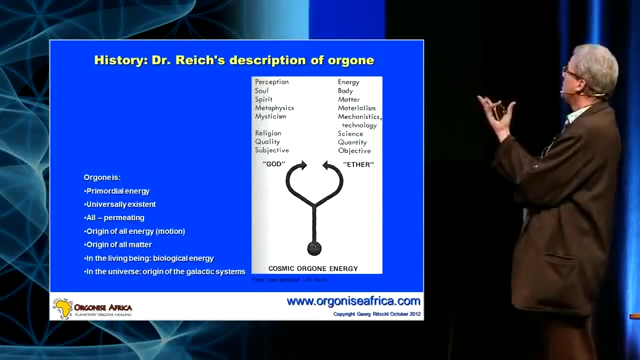 History: Dr. Reich's description of orgone
Perception Energy
Soul Body
Spirit Matter
Metaphysics Materialism
Mysticism Mechanistics,
technology
Religion Science
Quality Quantity
Subjective Objective
"GOD" "ETHER"
Orgone is:
•Primordial energy
•Universally existent
•All – permeating
•Origin of all energy (motion)
•Origin of all matter
•In the living being: biological energy
•In the universe: origin of the galactic systems
COSMIC ORGONE ENERGY
ORGONISE AFRICA
PLANETARY ORGONE HEALING
www.orgoniseafrica.com
Copyright Georg Ritschl October 2012